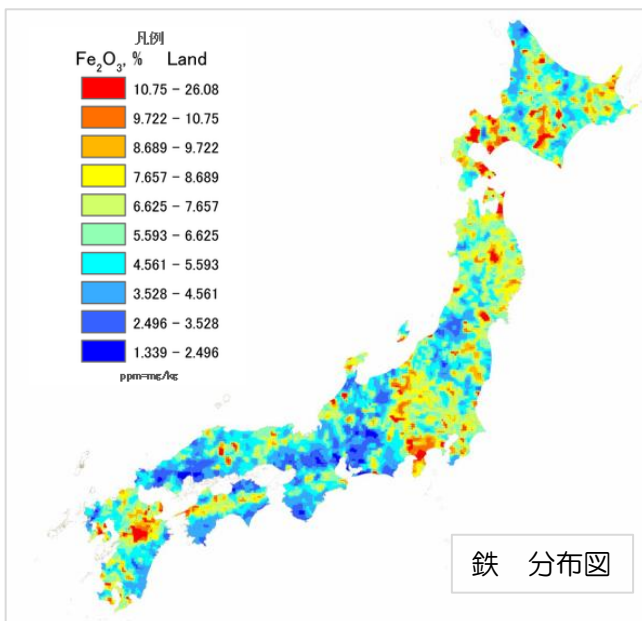 凡例
Fe₂O₃, % Land
10.75 – 26.08
9.722 – 10.75
8.689 – 9.722
7.657 – 8.689
6.625 – 7.657
5.593 – 6.625
4.561 – 5.593
3.528 – 4.561
2.496 – 3.528
1.339 – 2.496
ppm=mg/kg
鉄 分布図